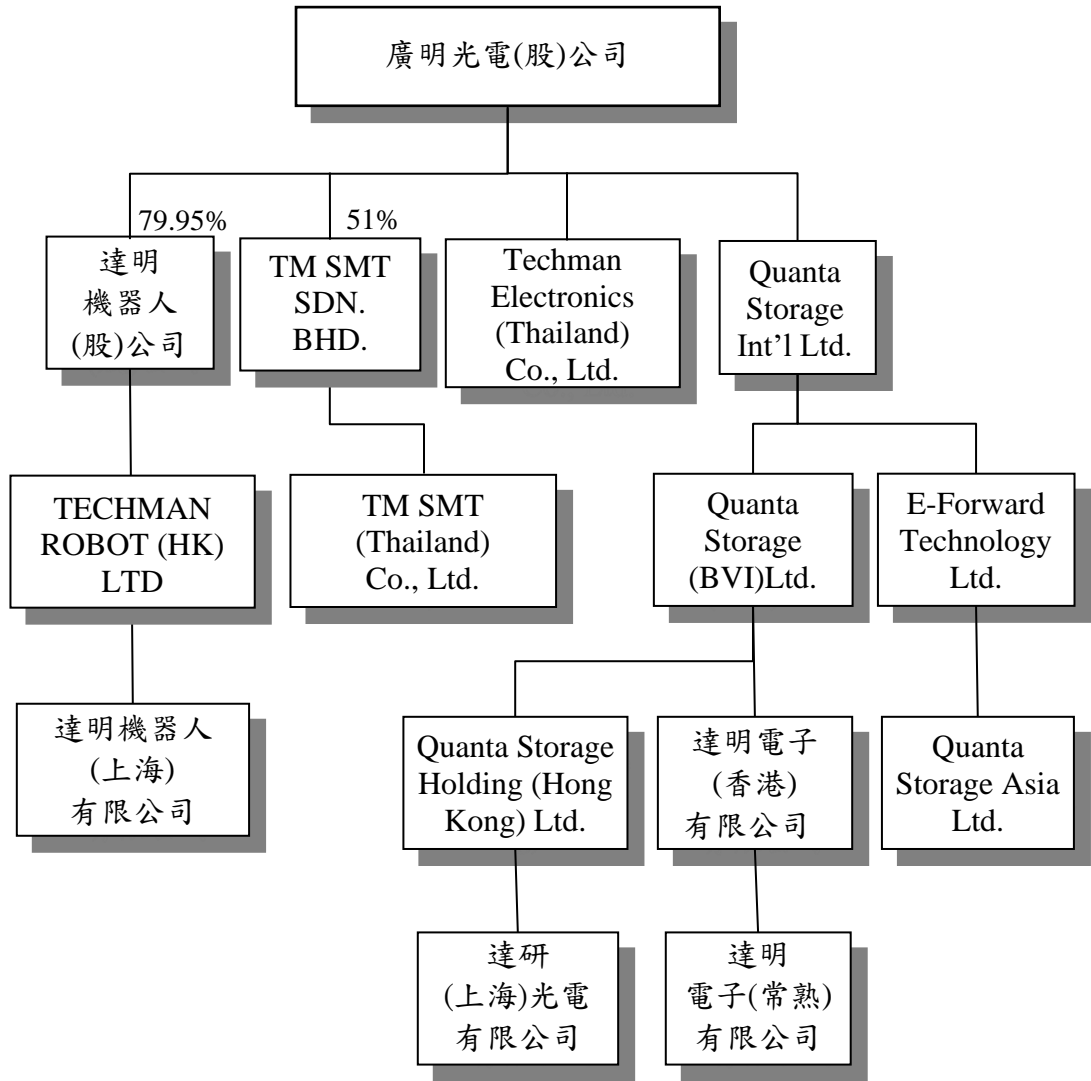 廣明光電(股)公司
79.95%
51%
達明
機器人
(股)公司
TM SMT
SDN.
BHD.
Techman
Electronics
(Thailand)
Co., Ltd.
Quanta
Storage
Int’l Ltd.
TECHMAN
ROBOT (HK)
LTD
TM SMT
(Thailand)
Co., Ltd.
Quanta
Storage
(BVI)Ltd.
E-Forward
Technology
Ltd.
達明機器人
(上海)
有限公司
Quanta Storage
Holding (Hong
Kong) Ltd.
達明電子
(香港)
有限公司
Quanta
Storage Asia
Ltd.
達研
(上海)光電
有限公司
達明
電子(常熟)
有限公司